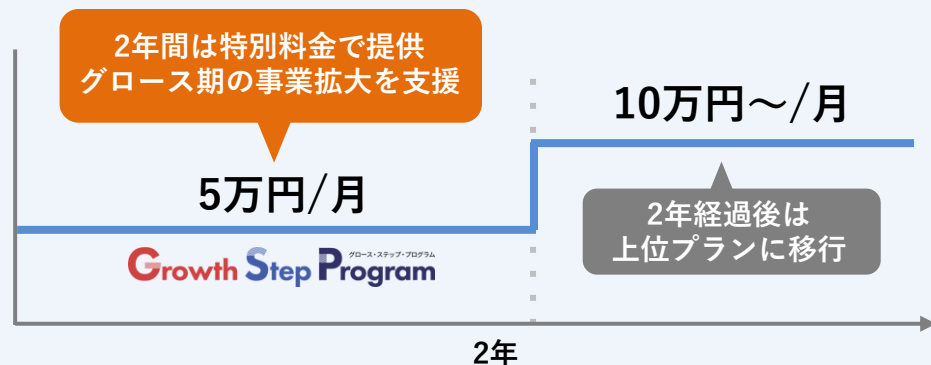 2年間は特別料金で提供
グロース期の事業拡大を支援
10万円～/月
5万円/月
2年経過後は
上位プランに移行
グロース・ステップ・プログラム
Growth Step Program
2年